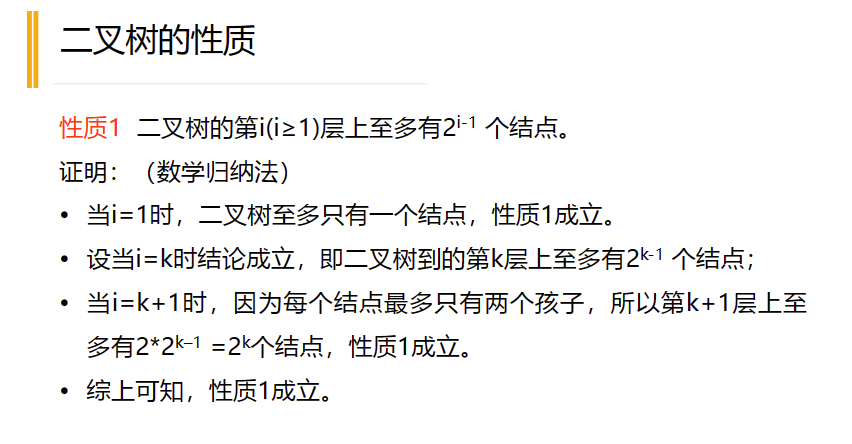 二叉树的性质
性质1 二叉树的第i(i≥1)层上至多有2^{i-1} 个结点。
证明：（数学归纳法）
• 当i=1时，二叉树至多只有一个结点，性质1成立。
• 设当i=k时结论成立，即二叉树到的第k层上至多有2^{k-1} 个结点；
• 当i=k+1时，因为每个结点最多只有两个孩子，所以第k+1层上至
多有2*2^{k–1} =2^{k}个结点，性质1成立。
• 综上可知，性质1成立。